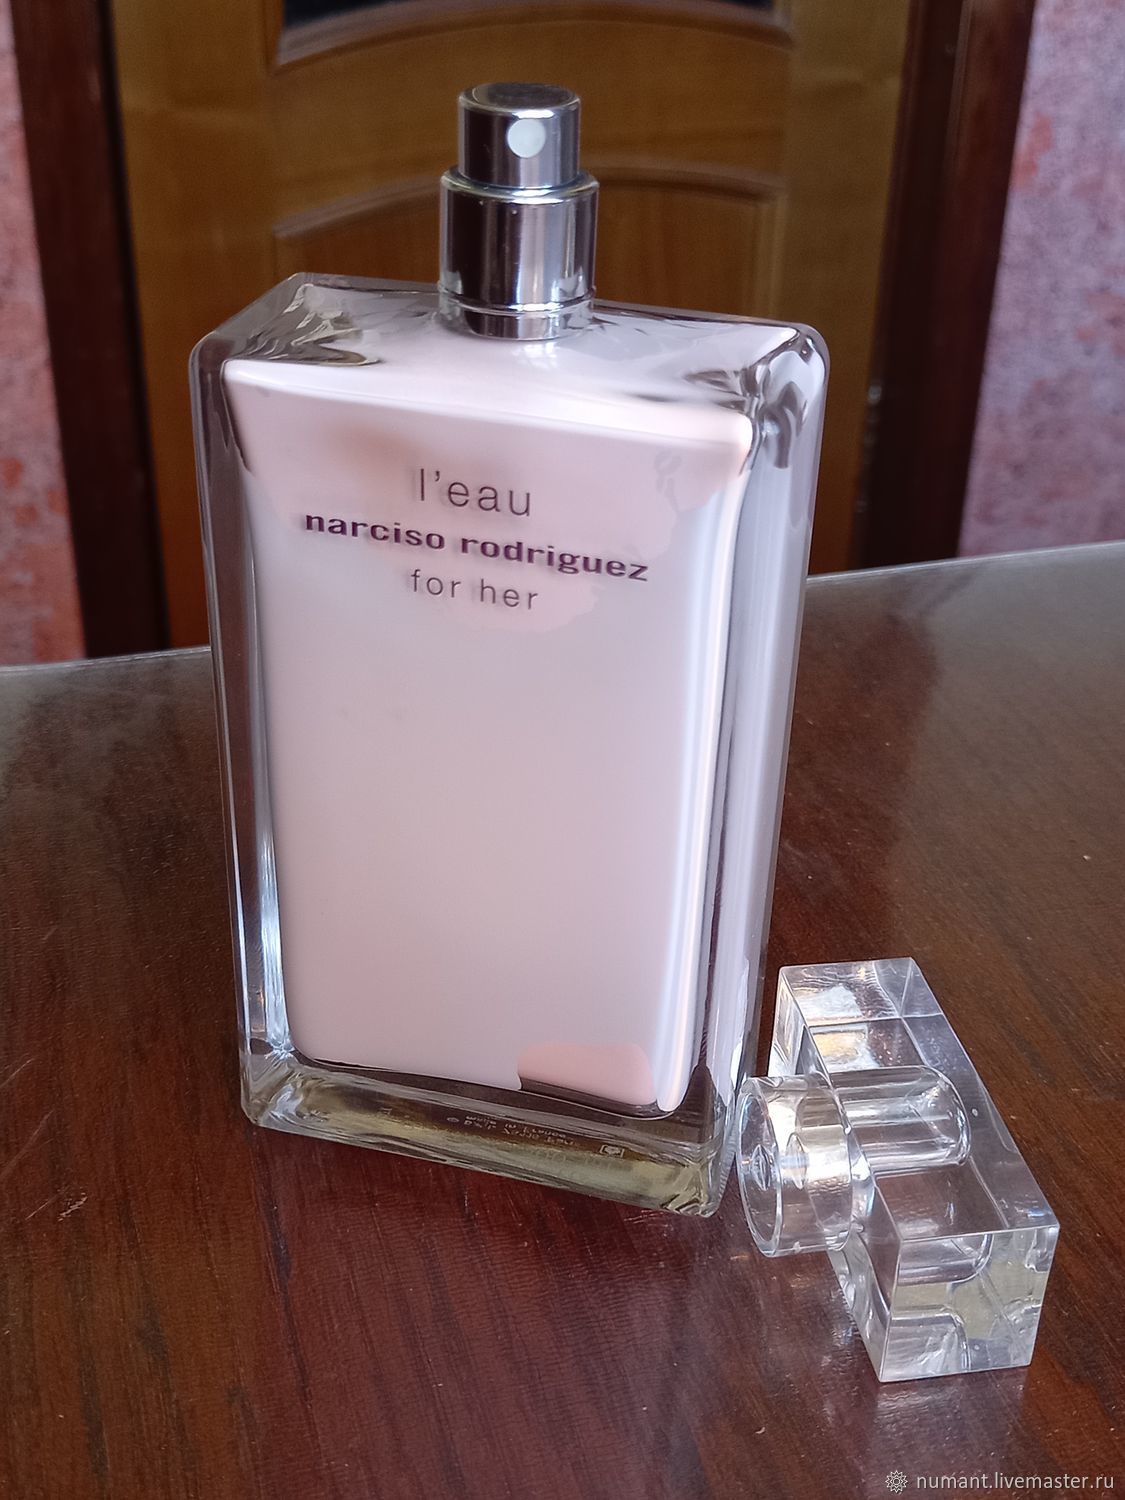 l'eau
narciso rodriguez
for her
numant.livemaster.ru